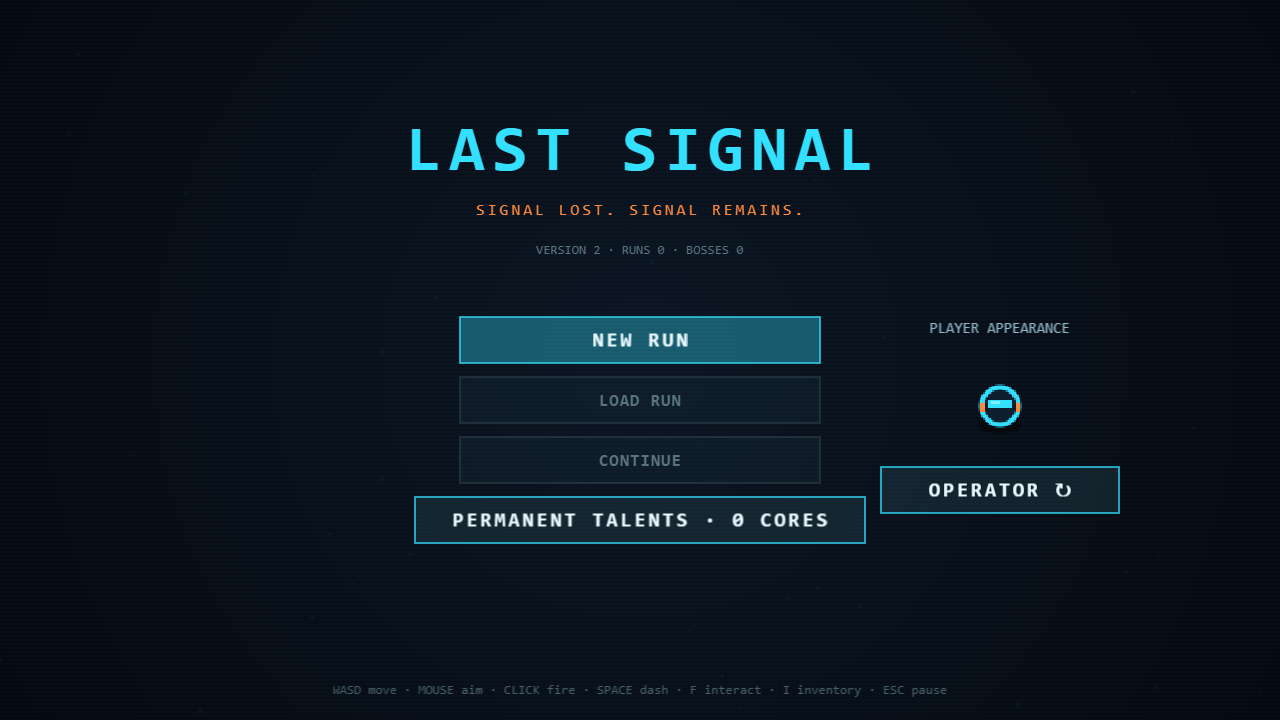 LAST SIGNAL
SIGNAL LOST. SIGNAL REMAINS.
VERSION 2 · RUNS 0 · BOSSES 0
NEW RUN
LOAD RUN
CONTINUE
PERMANENT TALENTS · 0 CORES
PLAYER APPEARANCE
OPERATOR ↻
WASD move · MOUSE aim · CLICK fire · SPACE dash · F interact · I inventory · ESC pause